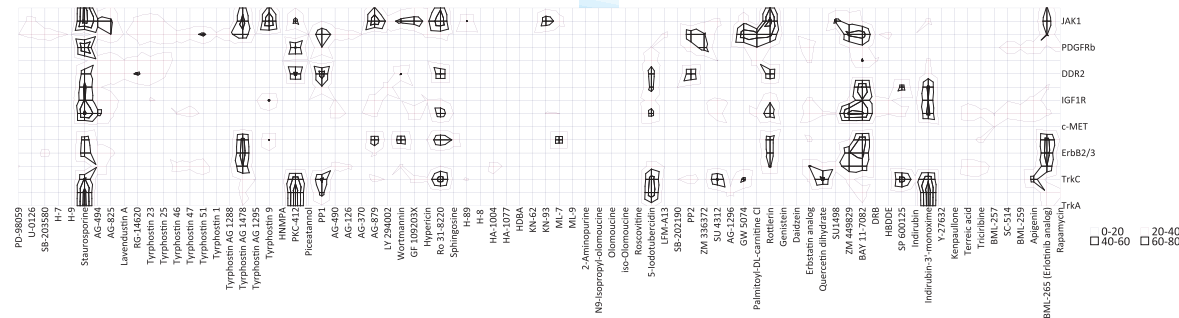 JAK1
PDGFRb
DDR2
IGF1R
c-MET
ErbB2/3
TrkC
TrkA
PD-98059
U-0126
SB-203580
H-7
H-9
Staurosporine
AG-494
AG-825
Lavendustin A
RG-14620
Tyrphostin 23
Tyrphostin 25
Tyrphostin 46
Tyrphostin 47
Tyrphostin 51
Tyrphostin 1
Tyrphostin AG 1288
Tyrphostin AG 1478
Tyrphostin AG 1295
Tyrphostin 9
HNMPA
PKC-412
Piceatannol
PP1
AG-490
AG-126
AG-370
AG-879
LY 294002
Wortmannin
GF 109203X
Hypericin
Ro 31-8220
Sphingosine
H-89
H-8
HA-1004
HA-1077
HDBA
KN-62
KN-93
ML-7
ML-9
2-Aminopurine
N9-Isopropyl-olomoucine
Olomoucine
iso-Olomoucine
Roscovitine
5-Iodotubercidin
LFM-A13
SB-202190
PP2
ZM 336372
SU 4312
AG-1296
GW 5074
Palmitoyl-DL-carnitine Cl
Rottlerin
Genistein
Daidzein
Erbstatin analog
Quercetin dihydrate
SU1498
ZM 449829
BAY 11-7082
DRB
HBDDE
SP 600125
Indirubin
Indirubin-3'-monoxime
Y-27632
Kenpaullone
Terreic acid
Triciribine
BML-257
SC-514
BML-259
Apigenin
BML-265 (Erlotinib analog)
Rapamycin
0-20 20-40
40-60 60-80